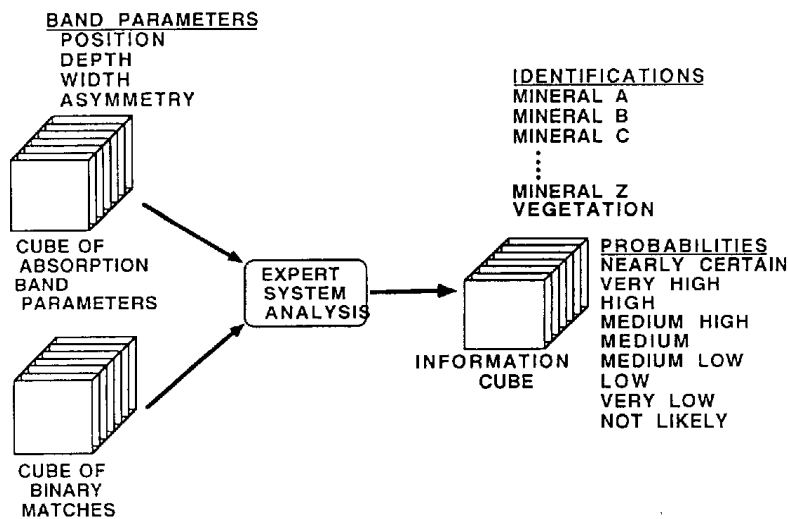 BAND PARAMETERS
POSITION
DEPTH
WIDTH
ASYMMETRY
CUBE OF
ABSORPTION
BAND
PARAMETERS
CUBE OF
BINARY
MATCHES
EXPERT
SYSTEM
ANALYSIS
IDENTIFICATIONS
MINERAL A
MINERAL B
MINERAL C
MINERAL Z
VEGETATION
INFORMATION
CUBE
PROBABILITIES
NEARLY CERTAIN
VERY HIGH
HIGH
MEDIUM HIGH
MEDIUM
MEDIUM LOW
LOW
VERY LOW
NOT LIKELY